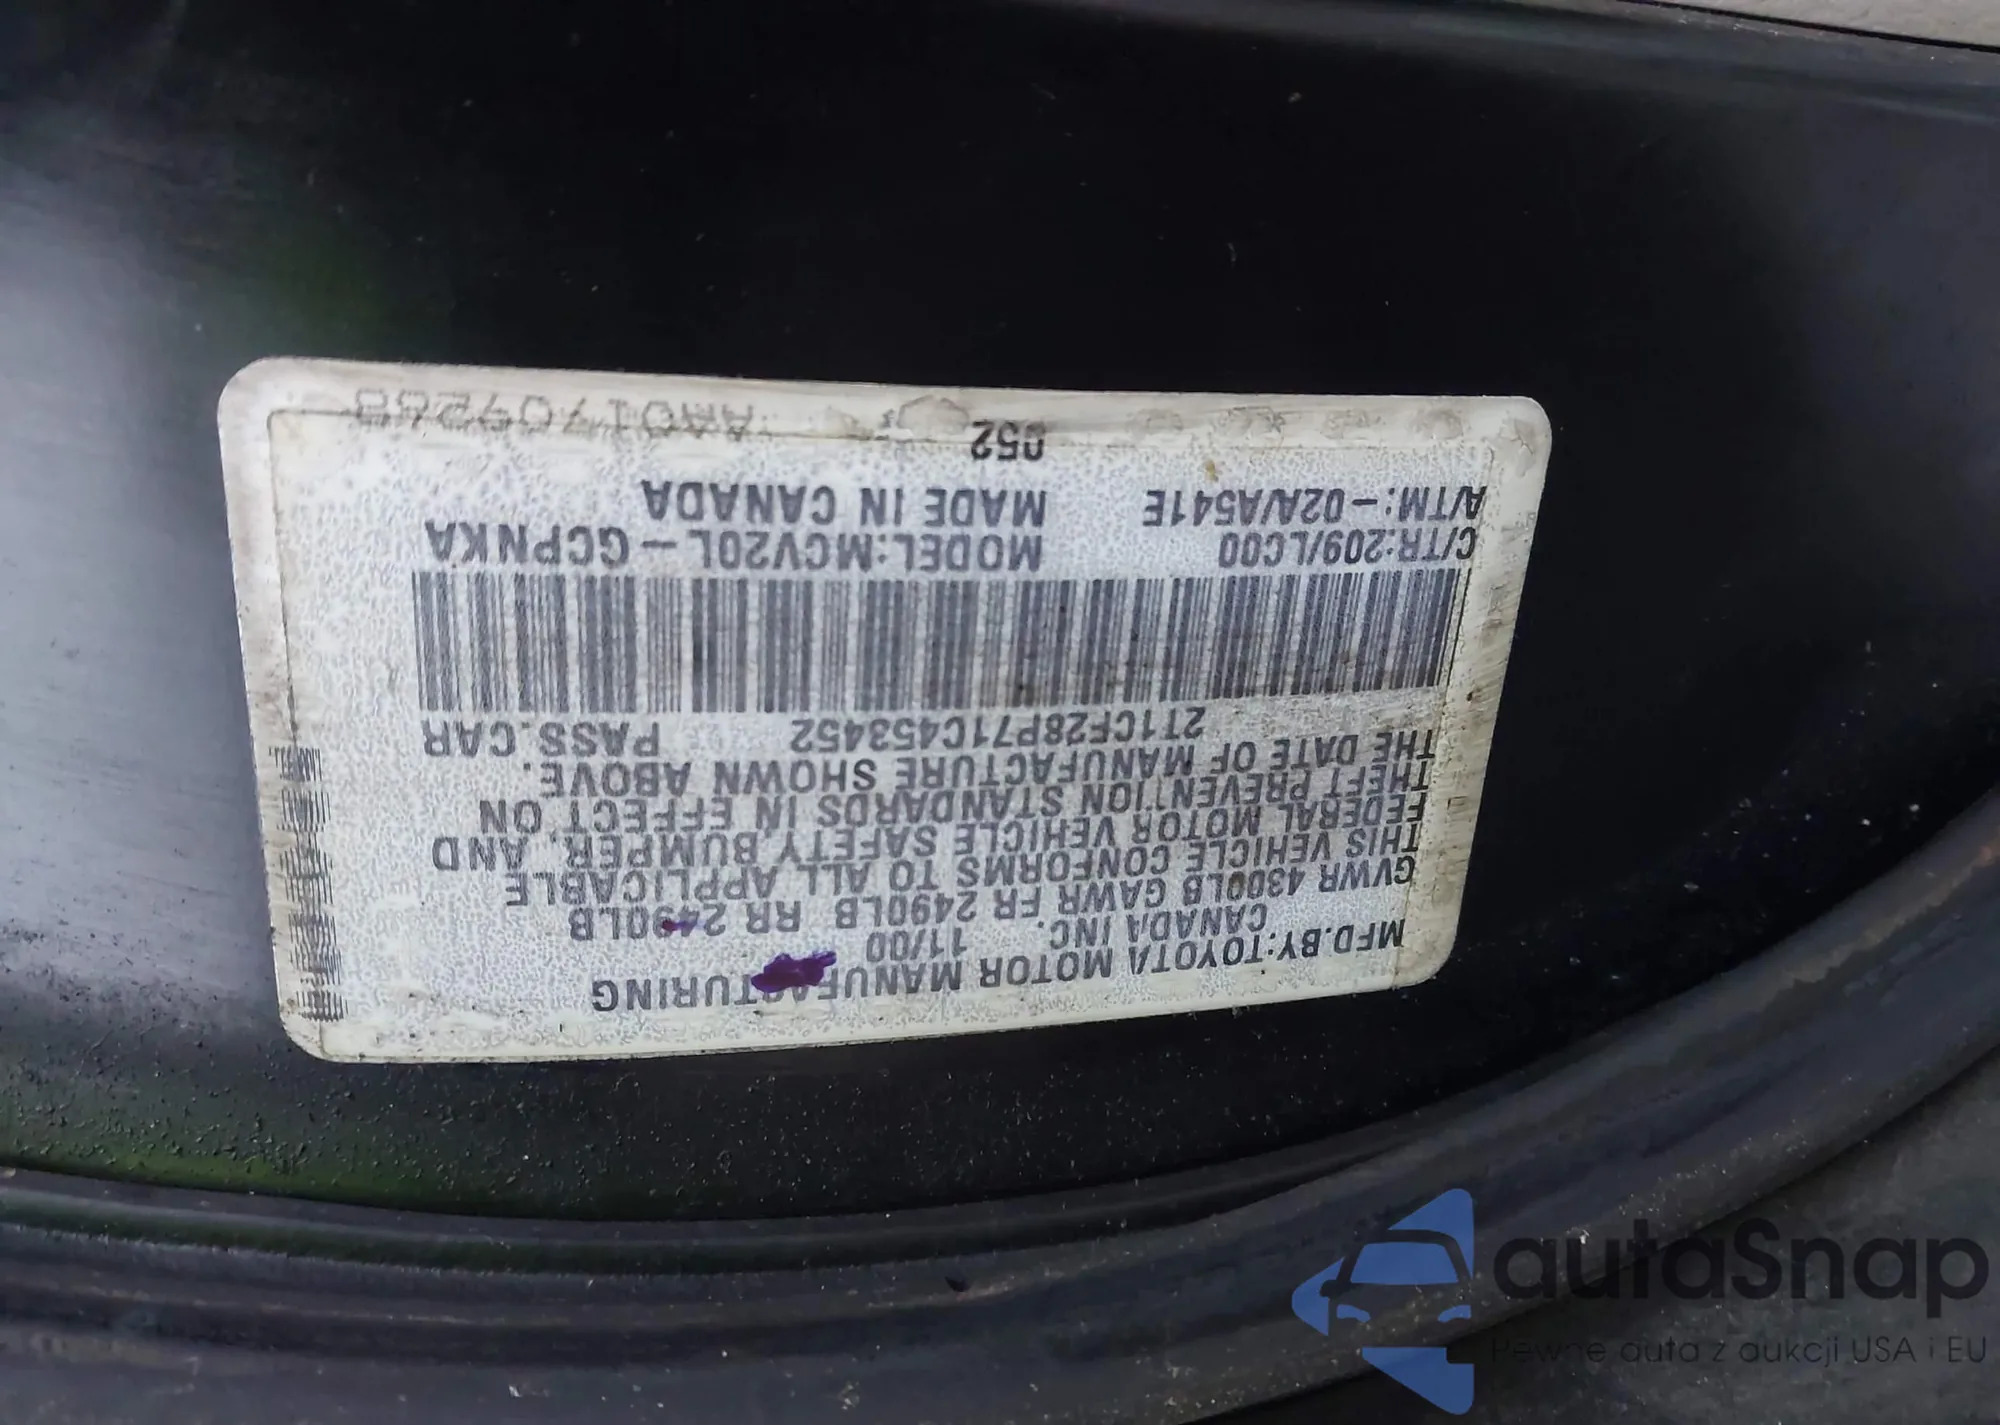 MFD.BY:TOYOTA MOTOR MANUFACTURING
CANADA INC. 11/00
GVWR 4300LB GAWR FR 2490LB RR 2490LB
THIS VEHICLE CONFORMS TO ALL APPLICABLE
FEDERAL MOTOR VEHICLE SAFETY BUMPER, AND
THEFT PREVENTION STANDARDS IN EFFECT ON
THE DATE OF MANUFACTURE SHOWN ABOVE.
2T1CF28P71C453452 PASS.CAR
C/TR:209/LC00 MODEL:MCV20L-GCPNKA
A/TM:-02A/A541E MADE IN CANADA
052
autaSnap
Pewne auta z aukcji USA i EU